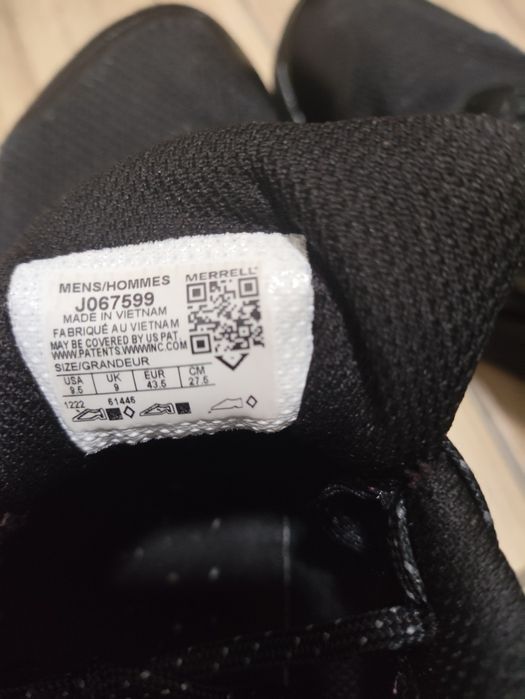 MENS/HOMMES
MERRELL
J067599
MADE IN VIETNAM
FABRIQUÉ AU VIETNAM
MAY BE COVERED BY US PAT
WWW.PATENTS.WWWINC.COM
SIZE/GRANDEUR
USA UK EUR CM
9.5 9 43.5 27.5
1222 61446